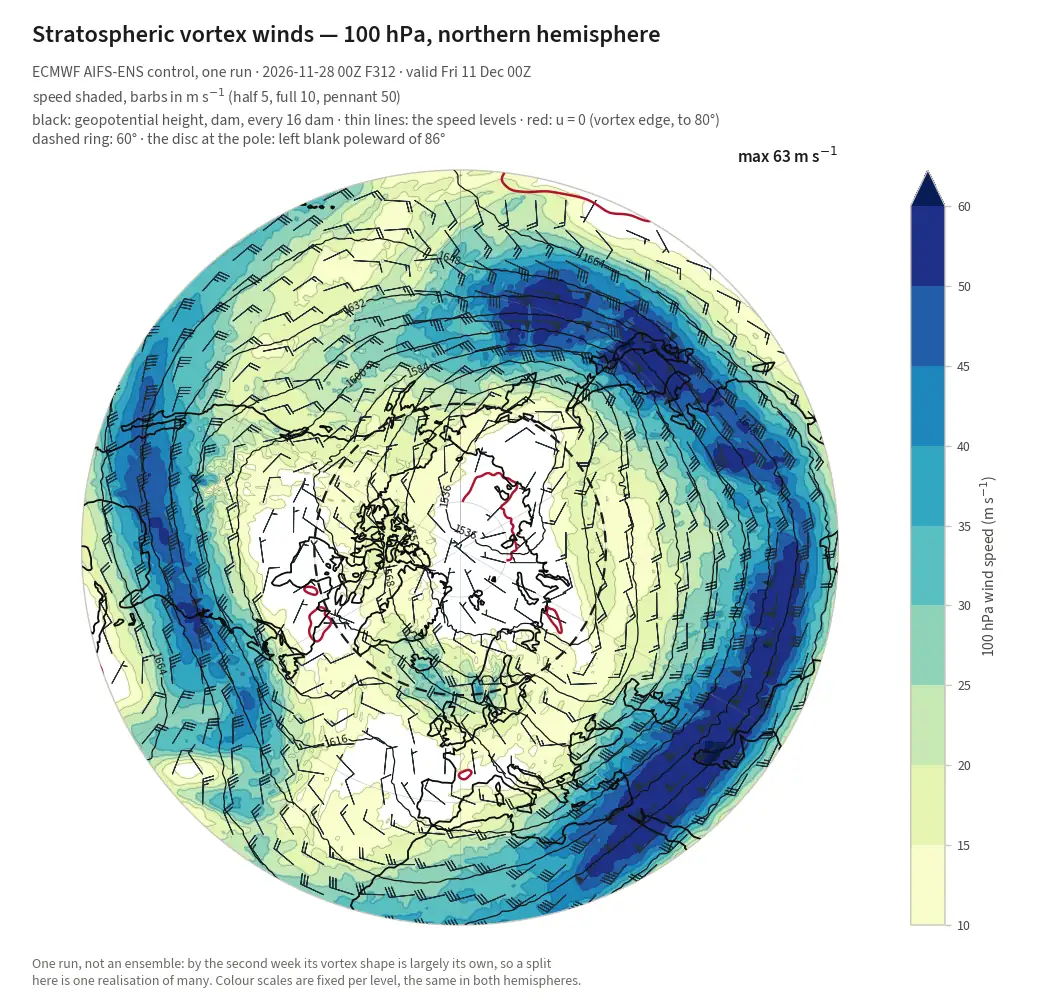 Stratospheric vortex winds — 100 hPa, northern hemisphere
ECMWF AIFS-ENS control, one run · 2026-11-28 00Z F312 · valid Fri 11 Dec 00Z
speed shaded, barbs in m s⁻¹ (half 5, full 10, pennant 50)
black: geopotential height, dam, every 16 dam · thin lines: the speed levels · red: u = 0 (vortex edge, to 80°)
dashed ring: 60° · the disc at the pole: left blank poleward of 86°
max 63 m s⁻¹
60
50
45
40
35
30
25
20
15
10
100 hPa wind speed (m s⁻¹)
1648
1664
1632
1600
1584
1536
1536
1568
1664
1616
One run, not an ensemble: by the second week its vortex shape is largely its own, so a split
here is one realisation of many. Colour scales are fixed per level, the same in both hemispheres.